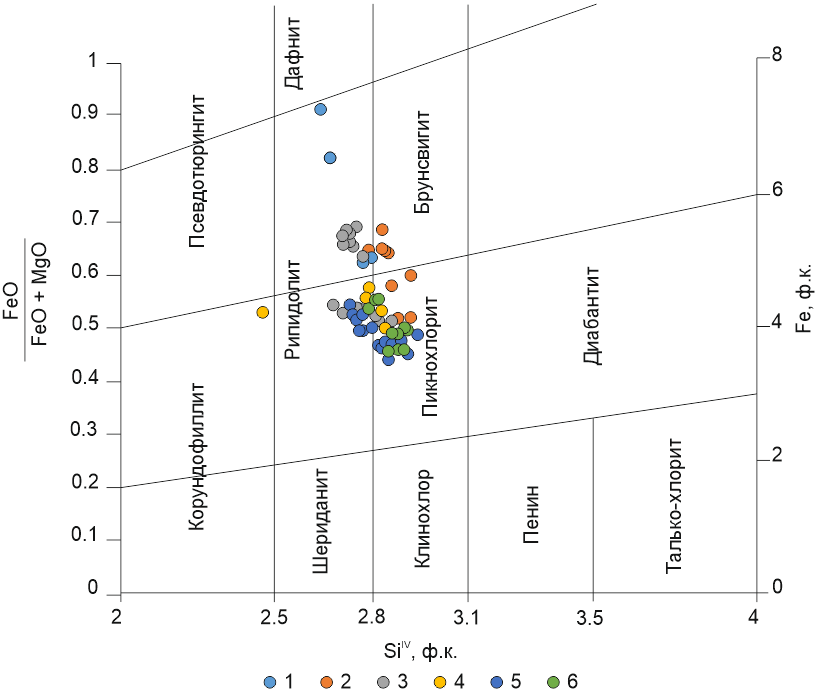 1
0.9
0.8
0.7
0.6
0.5
0.4
0.3
0.2
0.1
0
FeO
FeO + MgO
Псевдотюрингит
Дафнит
Брунсвигит
Рипидолит
Пикнохлорит
Диабантит
Корундофиллит
Шериданит
Клинохлор
Пенин
Талько-хлорит
8
6
4
2
0
Fe, ф.к.
2 2.5 2.8 3.1 3.5 4
Si^IV, ф.к.
1 2 3 4 5 6